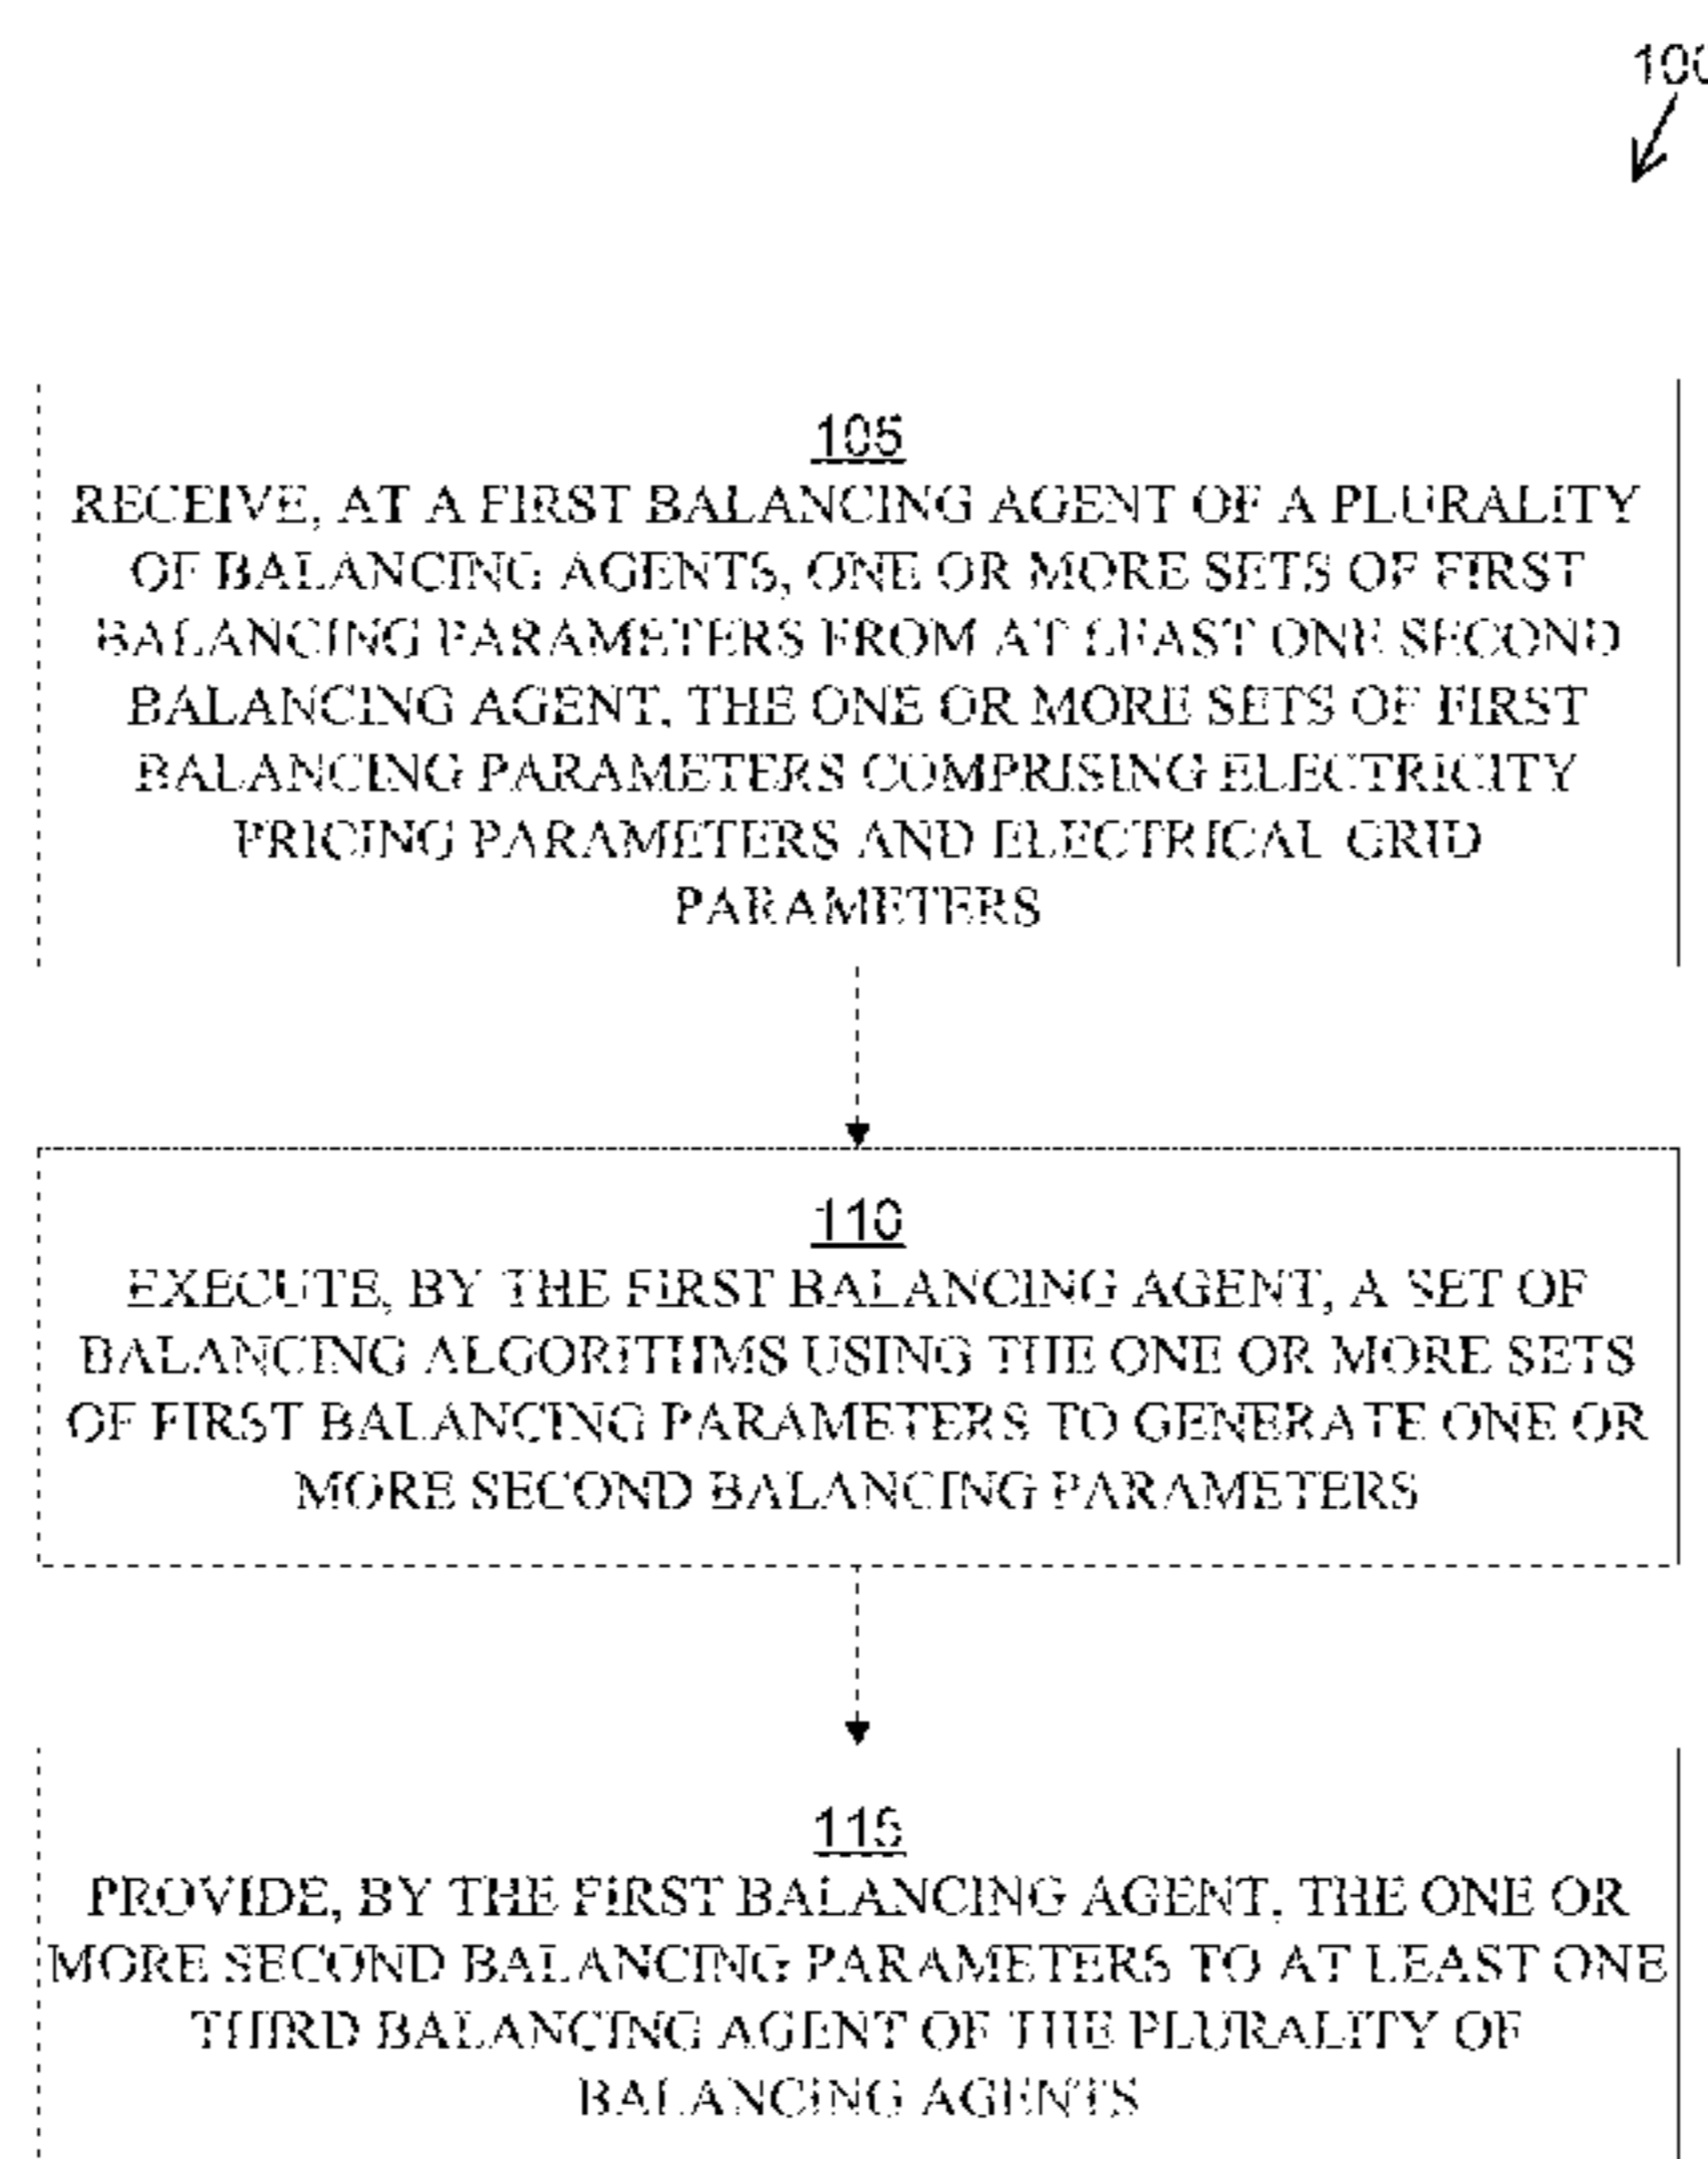 100
105
RECEIVE, AT A FIRST BALANCING AGENT OF A PLURALITY
OF BALANCING AGENTS, ONE OR MORE SETS OF FIRST
BALANCING PARAMETERS FROM AT LEAST ONE SECOND
BALANCING AGENT, THE ONE OR MORE SETS OF FIRST
BALANCING PARAMETERS COMPRISING ELECTRICITY
PRICING PARAMETERS AND ELECTRICAL GRID
PARAMETERS
110
EXECUTE, BY THE FIRST BALANCING AGENT, A SET OF
BALANCING ALGORITHMS USING THE ONE OR MORE SETS
OF FIRST BALANCING PARAMETERS TO GENERATE ONE OR
MORE SECOND BALANCING PARAMETERS
115
PROVIDE, BY THE FIRST BALANCING AGENT, THE ONE OR
MORE SECOND BALANCING PARAMETERS TO AT LEAST ONE
THIRD BALANCING AGENT OF THE PLURALITY OF
BALANCING AGENTS